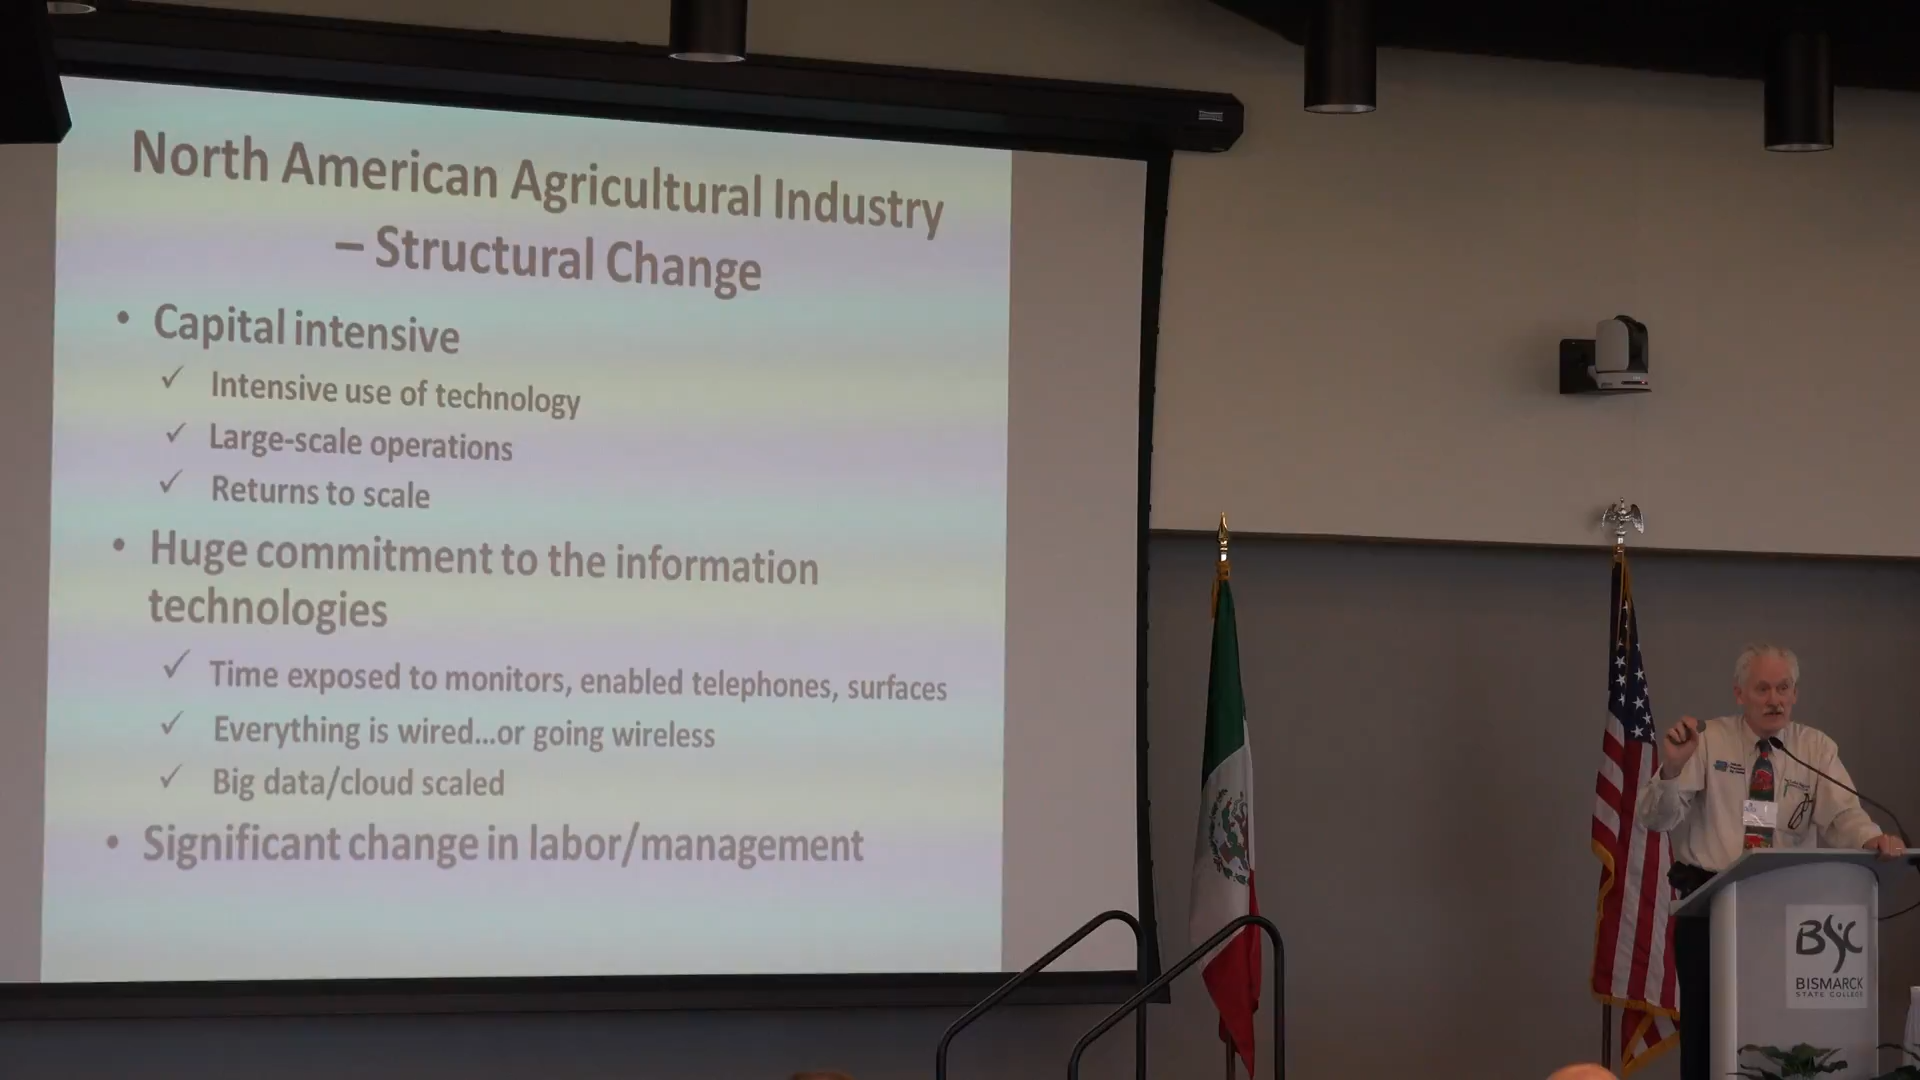 North American Agricultural Industry
– Structural Change
• Capital intensive
✓ Intensive use of technology
✓ Large-scale operations
✓ Returns to scale
• Huge commitment to the information
technologies
✓ Time exposed to monitors, enabled telephones, surfaces
✓ Everything is wired...or going wireless
✓ Big data/cloud scaled
• Significant change in labor/management
BSC
BISMARCK
STATE COLLEGE